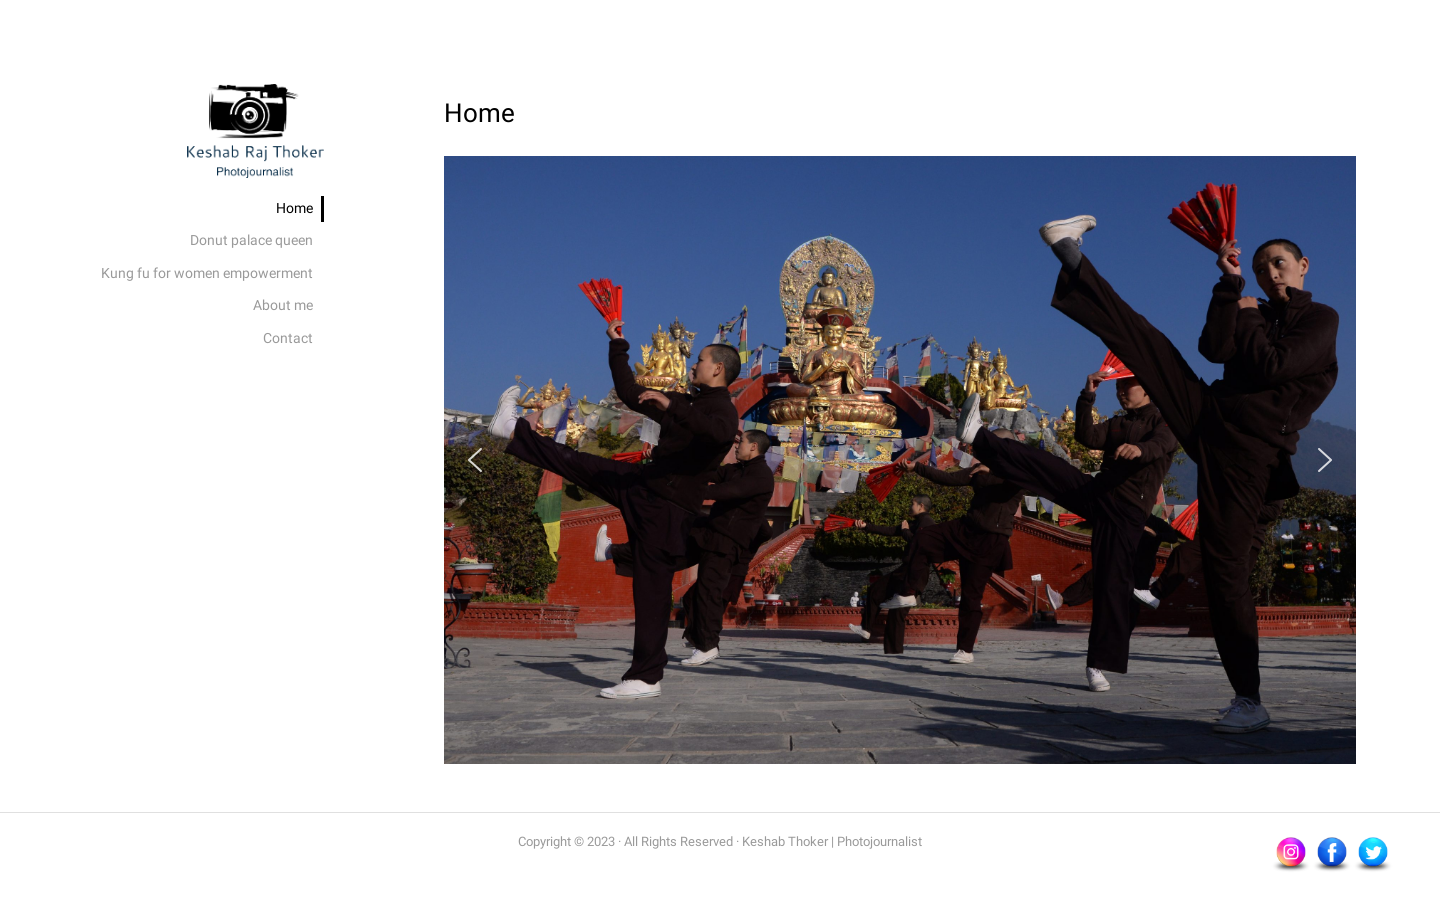 Keshab Raj Thoker
Photojournalist
Home
Donut palace queen
Kung fu for women empowerment
About me
Contact
Home
Copyright © 2023 · All Rights Reserved · Keshab Thoker | Photojournalist